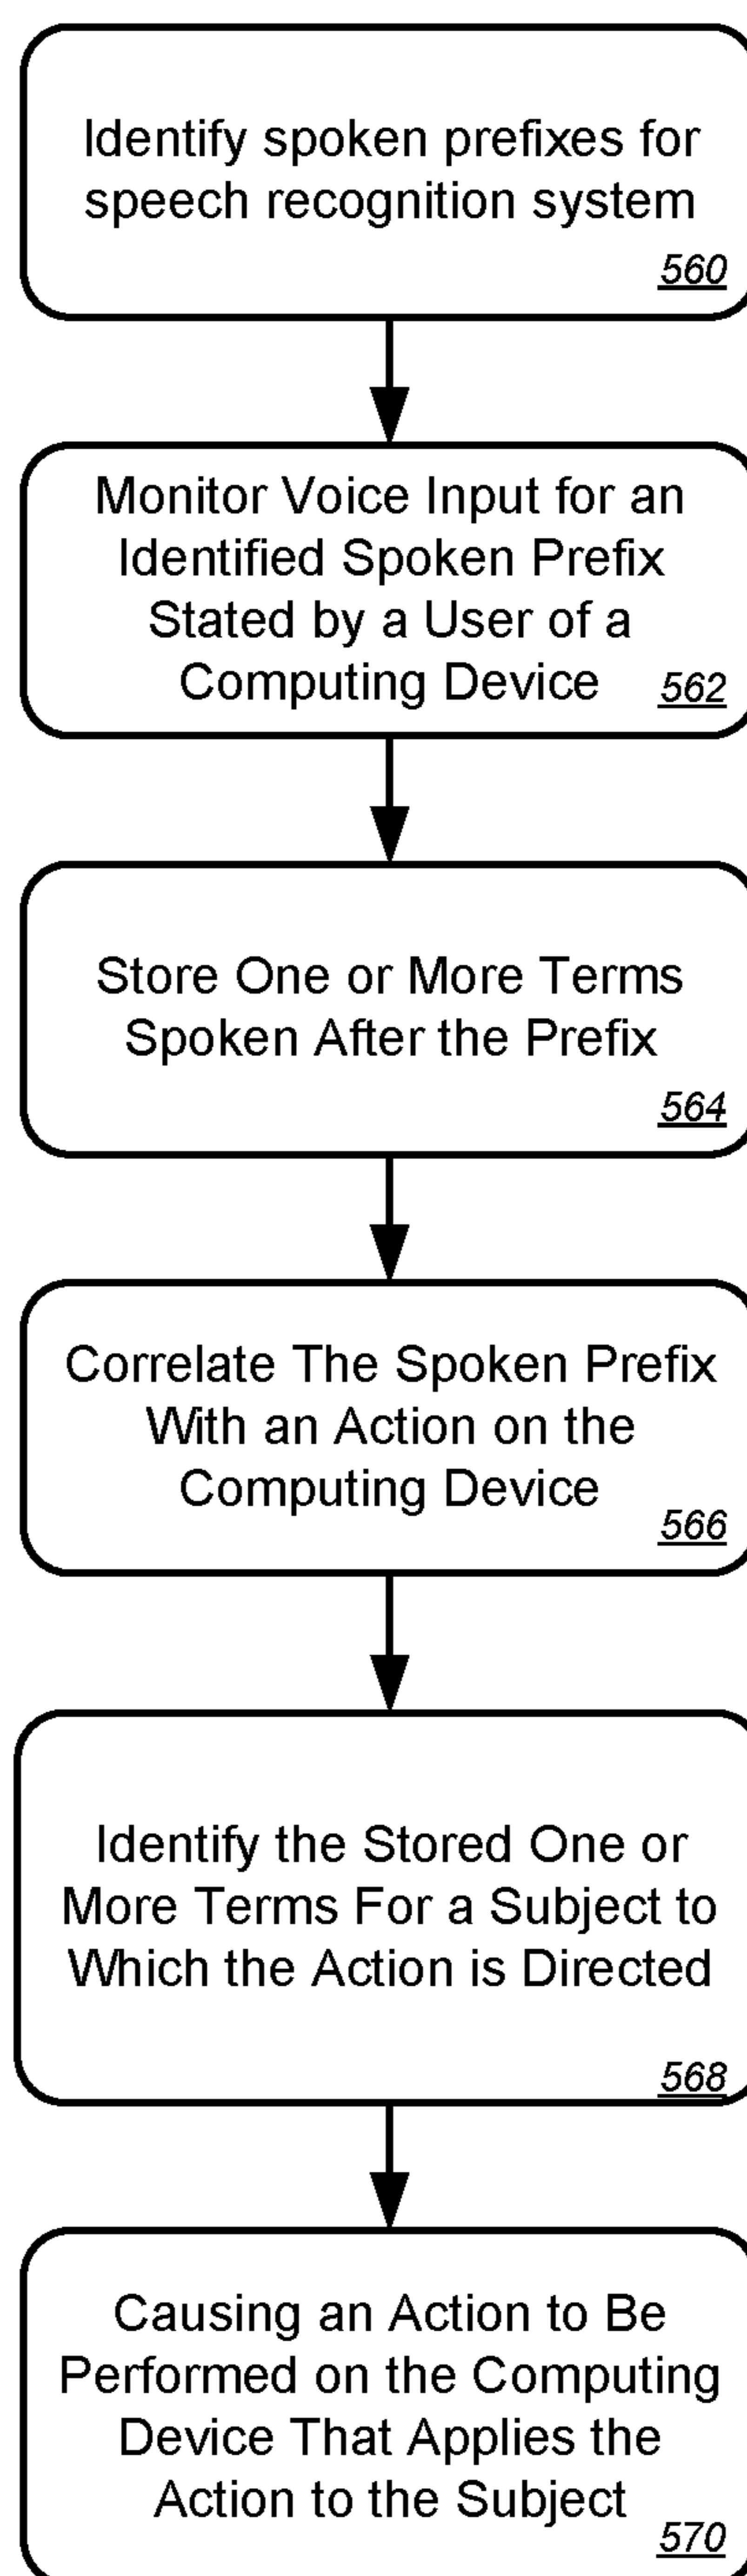 Identify spoken prefixes for
speech recognition system
560
Monitor Voice Input for an
Identified Spoken Prefix
Stated by a User of a
Computing Device 562
Store One or More Terms
Spoken After the Prefix
564
Correlate The Spoken Prefix
With an Action on the
Computing Device
566
Identify the Stored One or
More Terms For a Subject to
Which the Action is Directed
568
Causing an Action to Be
Performed on the Computing
Device That Applies the
Action to the Subject
570